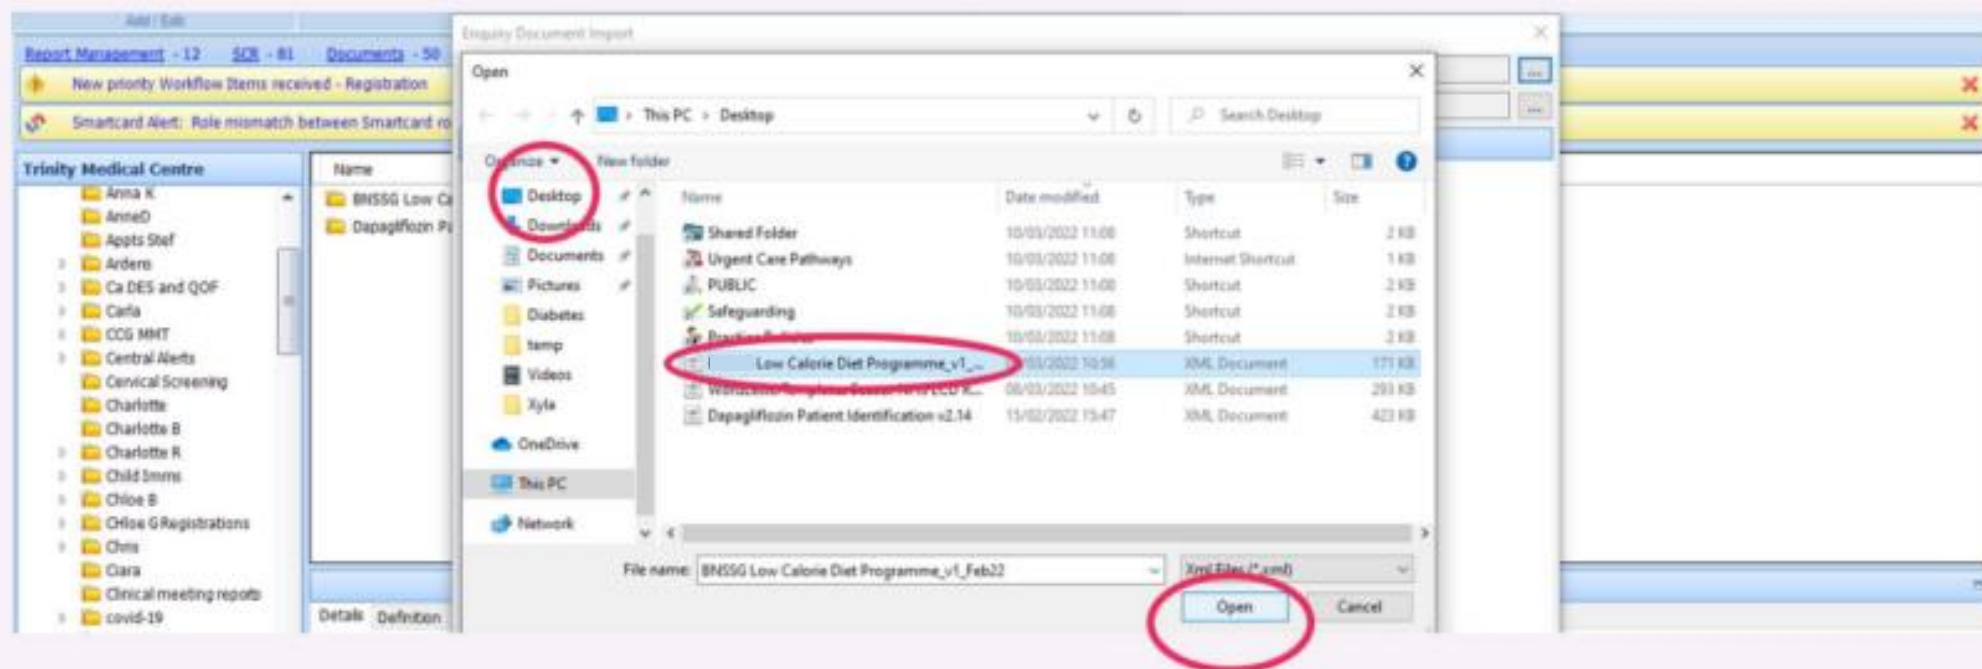 Add / Edit
Report Management - 12 SCR - 81 Documents - 50
New priority Workflow Items received - Registration
Smartcard Alert: Role mismatch between Smartcard ro
Trinity Medical Centre
Anna K
AnneD
Appts Stef
Ardens
Ca DES and QOF
Carla
CCG MMT
Central Alerts
Cervical Screening
Charlotte
Charlotte B
Charlotte R
Child Imms
Chloe B
CHloe G Registrations
Chris
Ciara
Clinical meeting reports
covid-19
Name
BNSSG Low Ca
Dapagliflozin Pa
Details Definition
Enquiry Document Import
Open
This PC > Desktop
Search Desktop
Organize New folder
Desktop
Downloads
Documents
Pictures
Diabetes
temp
Videos
Xyla
OneDrive
This PC
Network
Name Date modified Type Size
Shared Folder 10/03/2022 11:08 Shortcut 2 KB
Urgent Care Pathways 10/03/2022 11:08 Internet Shortcut 1 KB
PUBLIC 10/03/2022 11:08 Shortcut 2 KB
Safeguarding 10/03/2022 11:08 Shortcut 2 KB
10/03/2022 11:08 Shortcut 2 KB
Low Calorie Diet Programme_v1_... /03/2022 10:56 XML Document 171 KB
08/03/2022 10:45 XML Document 293 KB
Dapagliflozin Patient Identification v2.14 15/02/2022 15:47 XML Document 423 KB
File name: BNSSG Low Calorie Diet Programme_v1_Feb22 Xml Files (*.xml)
Open Cancel